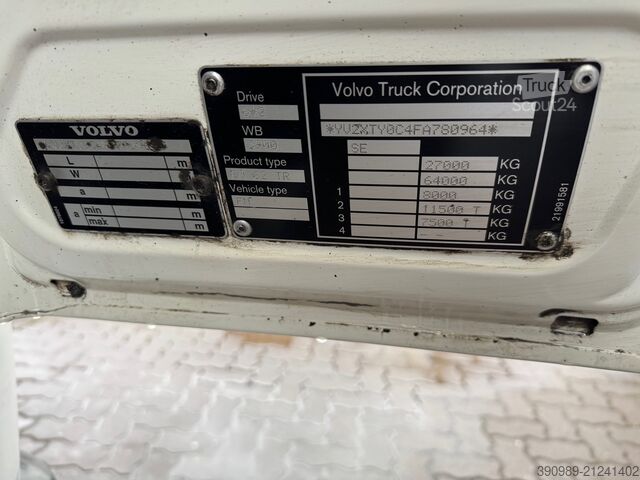 VOLVO
L m
W m
a m
a min m
max m
Drive
WB
Product type
Vehicle type
Volvo Truck Corporation
*YV2XTY0C4FA780964*
SE
27000 KG
64000 KG
1 8000 KG
2 11500 T KG
3 7500 T KG
4 - - KG
21991581
Truck
Scout24
390989-21241402